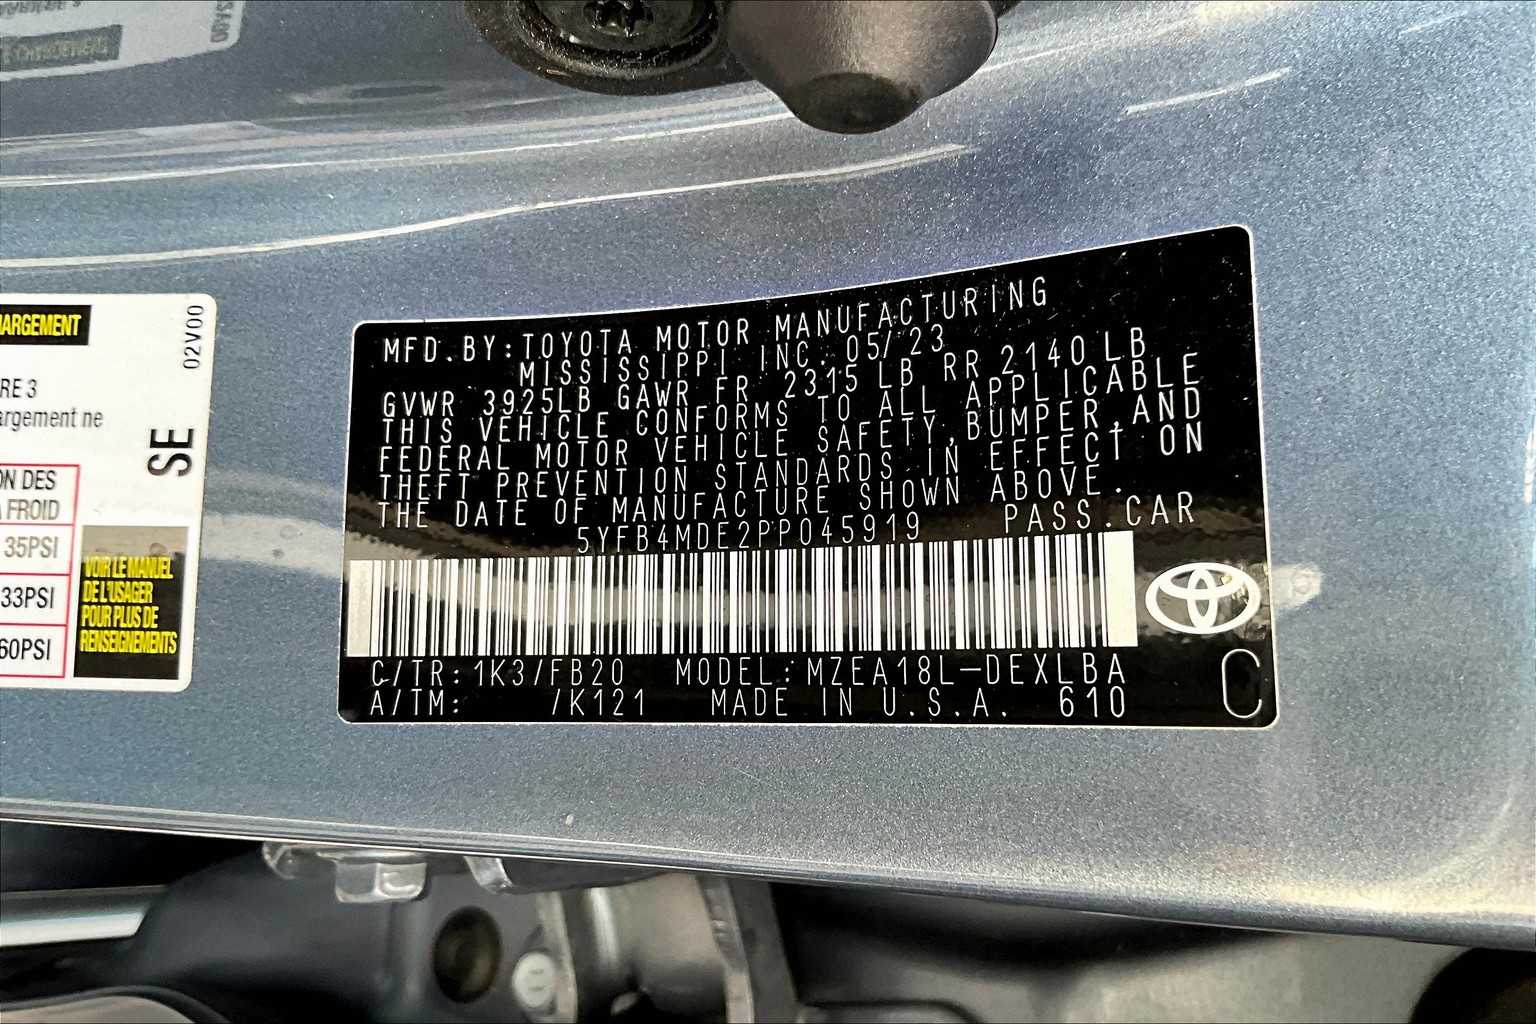 ARGEMENT
02V00
RE 3
argement ne
SE
ON DES
A FROID
35PSI
33PSI
60PSI
VOIR LE MANUEL
DE L'USAGER
POUR PLUS DE
RENSEIGNEMENTS
MFD.BY:TOYOTA MOTOR MANUFACTURING
MISSISSIPPI INC. 05/23
GVWR 3925LB GAWR FR 2315 LB RR 2140 LB
THIS VEHICLE CONFORMS TO ALL APPLICABLE
FEDERAL MOTOR VEHICLE SAFETY,BUMPER,AND
THEFT PREVENTION STANDARDS IN EFFECT ON
THE DATE OF MANUFACTURE SHOWN ABOVE.
5YFB4MDE2PP045919 PASS.CAR
C/TR:1K3/FB20 MODEL:MZEA18L-DEXLBA
A/TM: /K121 MADE IN U.S.A. 610
C